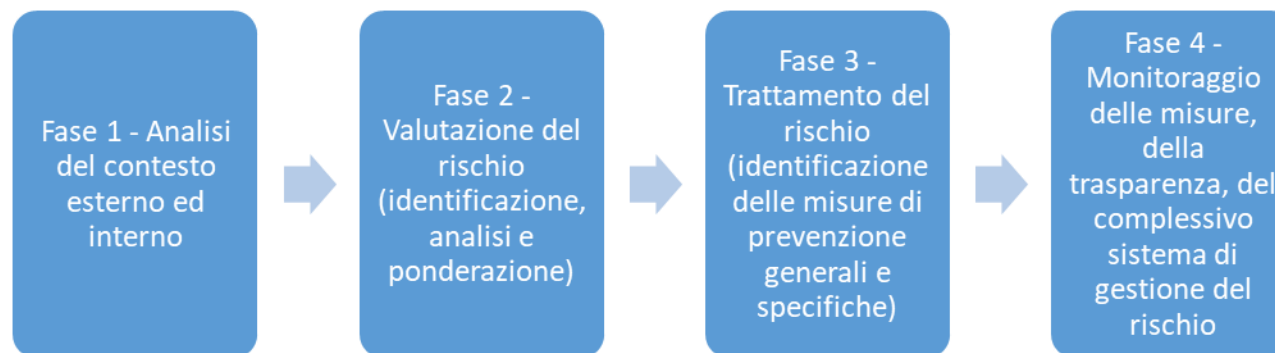 Fase 1 - Analisi
del contesto
esterno ed
interno
Fase 2 -
Valutazione del
rischio
(identificazione,
analisi e
ponderazione)
Fase 3 -
Trattamento del
rischio
(identificazione
delle misure di
prevenzione
generali e
specifiche)
Fase 4 -
Monitoraggio
delle misure,
della
trasparenza, del
complessivo
sistema di
gestione del
rischio